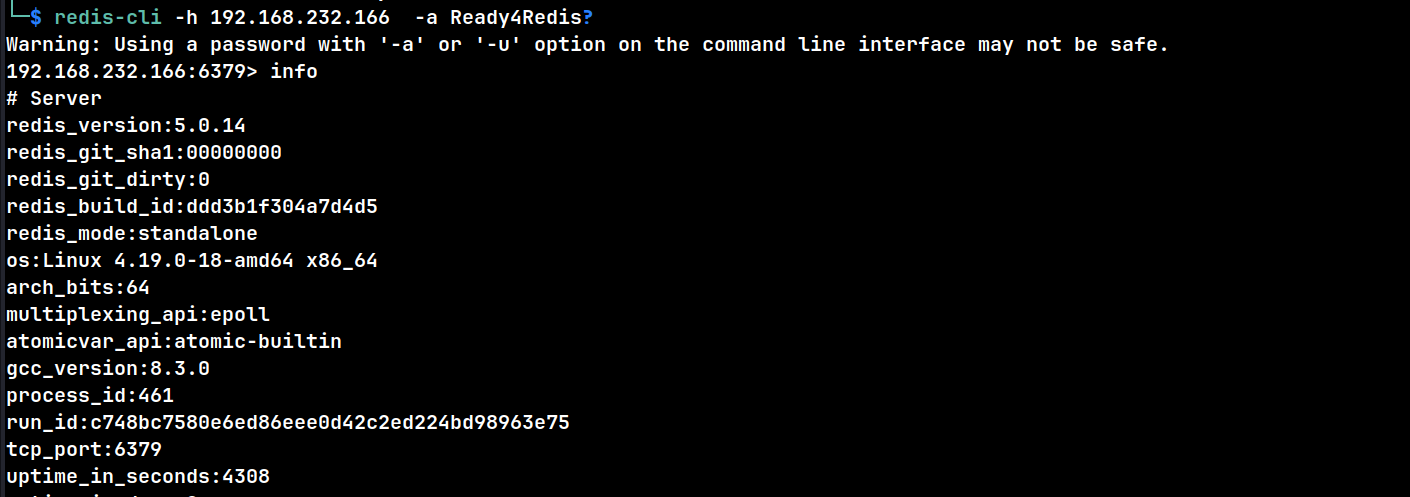 └─$ redis-cli -h 192.168.232.166  -a Ready4Redis?
Warning: Using a password with '-a' or '-u' option on the command line interface may not be safe.
192.168.232.166:6379> info
# Server
redis_version:5.0.14
redis_git_sha1:00000000
redis_git_dirty:0
redis_build_id:ddd3b1f304a7d4d5
redis_mode:standalone
os:Linux 4.19.0-18-amd64 x86_64
arch_bits:64
multiplexing_api:epoll
atomicvar_api:atomic-builtin
gcc_version:8.3.0
process_id:461
run_id:c748bc7580e6ed86eee0d42c2ed224bd98963e75
tcp_port:6379
uptime_in_seconds:4308